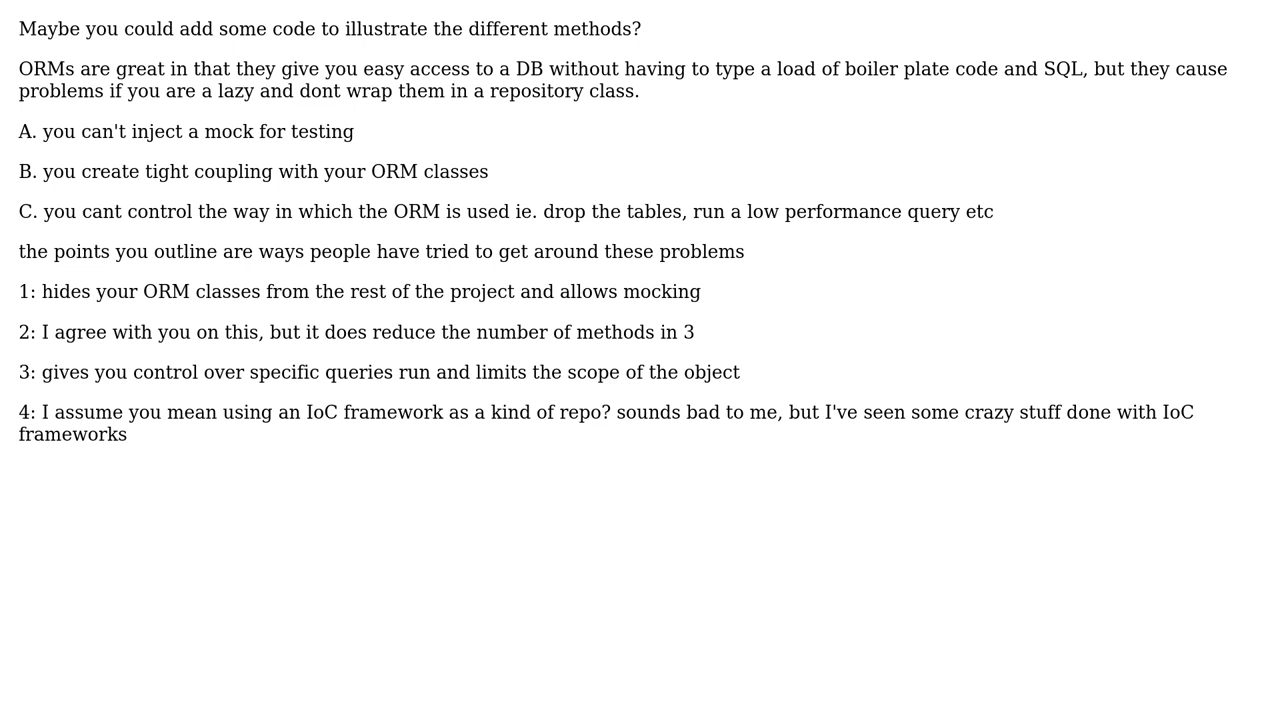 Maybe you could add some code to illustrate the different methods?
ORMs are great in that they give you easy access to a DB without having to type a load of boiler plate code and SQL, but they cause
problems if you are a lazy and dont wrap them in a repository class.
A. you can't inject a mock for testing
B. you create tight coupling with your ORM classes
C. you cant control the way in which the ORM is used ie. drop the tables, run a low performance query etc
the points you outline are ways people have tried to get around these problems
1: hides your ORM classes from the rest of the project and allows mocking
2: I agree with you on this, but it does reduce the number of methods in 3
3: gives you control over specific queries run and limits the scope of the object
4: I assume you mean using an IoC framework as a kind of repo? sounds bad to me, but I've seen some crazy stuff done with IoC
frameworks